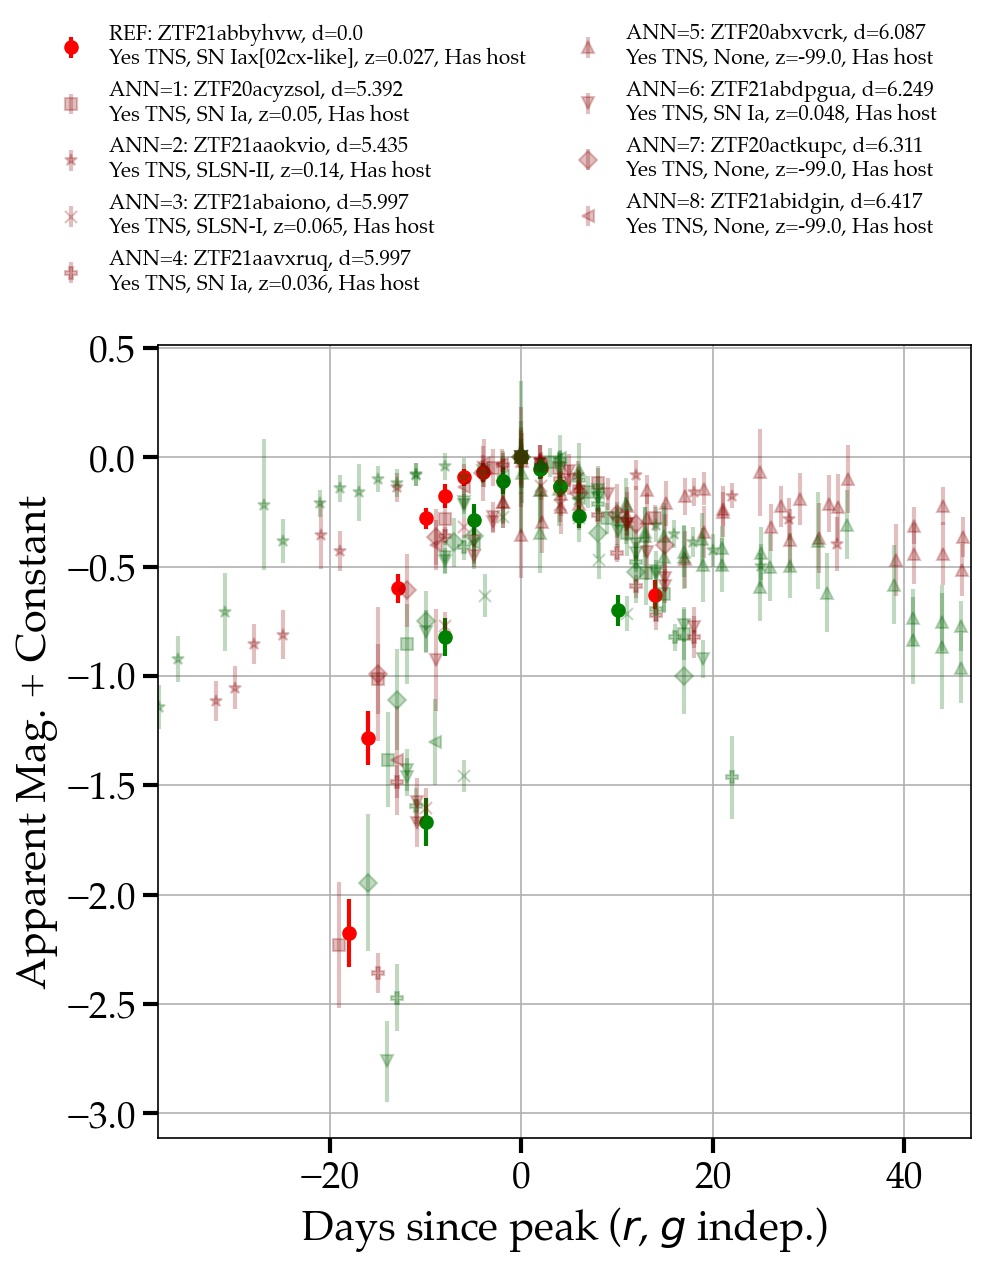 REF: ZTF21abbyhvw, d=0.0
Yes TNS, SN Iax[02cx-like], z=0.027, Has host
ANN=1: ZTF20acyzsol, d=5.392
Yes TNS, SN Ia, z=0.05, Has host
ANN=2: ZTF21aaokvio, d=5.435
Yes TNS, SLSN-II, z=0.14, Has host
ANN=3: ZTF21abaiono, d=5.997
Yes TNS, SLSN-I, z=0.065, Has host
ANN=4: ZTF21aavxruq, d=5.997
Yes TNS, SN Ia, z=0.036, Has host
ANN=5: ZTF20abxvcrk, d=6.087
Yes TNS, None, z=-99.0, Has host
ANN=6: ZTF21abdpgua, d=6.249
Yes TNS, SN Ia, z=0.048, Has host
ANN=7: ZTF20actkupc, d=6.311
Yes TNS, None, z=-99.0, Has host
ANN=8: ZTF21abidgin, d=6.417
Yes TNS, None, z=-99.0, Has host
Apparent Mag. + Constant
0.5
0.0
−0.5
−1.0
−1.5
−2.0
−2.5
−3.0
−20
0
20
40
Days since peak (r, g indep.)